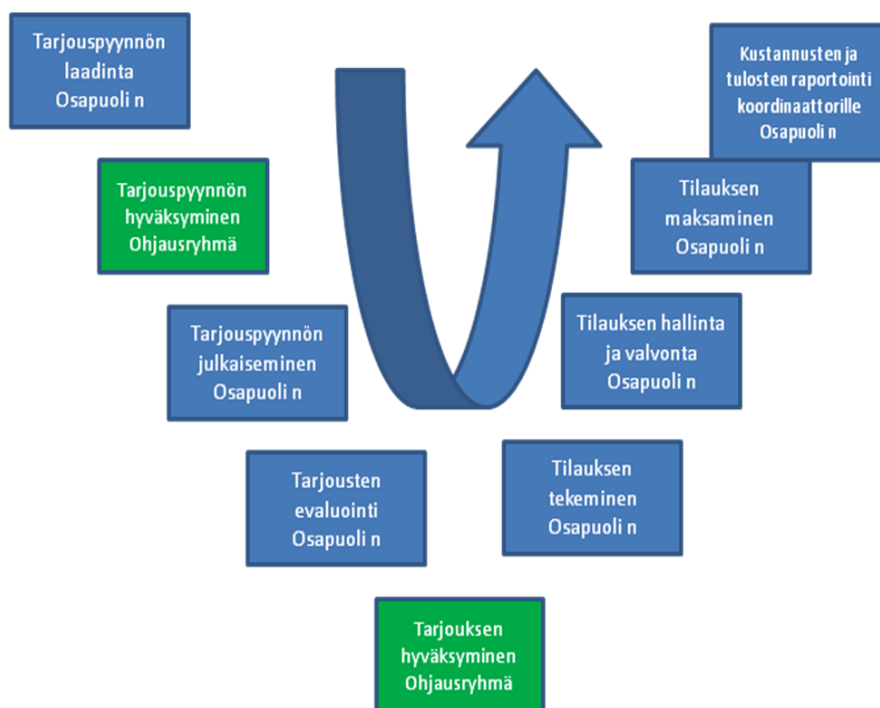 Tarjouspyynnön
laadinta
Osapuoli n
Tarjouspyynnön
hyväksyminen
Ohjausryhmä
Tarjouspyynnön
julkaiseminen
Osapuoli n
Tarjousten
evaluointi
Osapuoli n
Tarjouksen
hyväksyminen
Ohjausryhmä
Tilauksen
tekeminen
Osapuoli n
Tilauksen hallinta
ja valvonta
Osapuoli n
Tilauksen
maksaminen
Osapuoli n
Kustannusten ja
tulosten raportointi
koordinaattorille
Osapuoli n